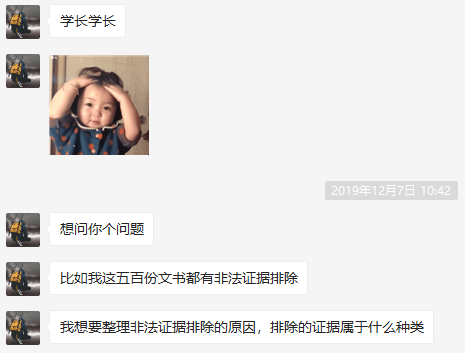 学长学长
2019年12月7日 10:42
想问你个问题
比如我这五百份文书都有非法证据排除
我想要整理非法证据排除的原因，排除的证据属于什么种类